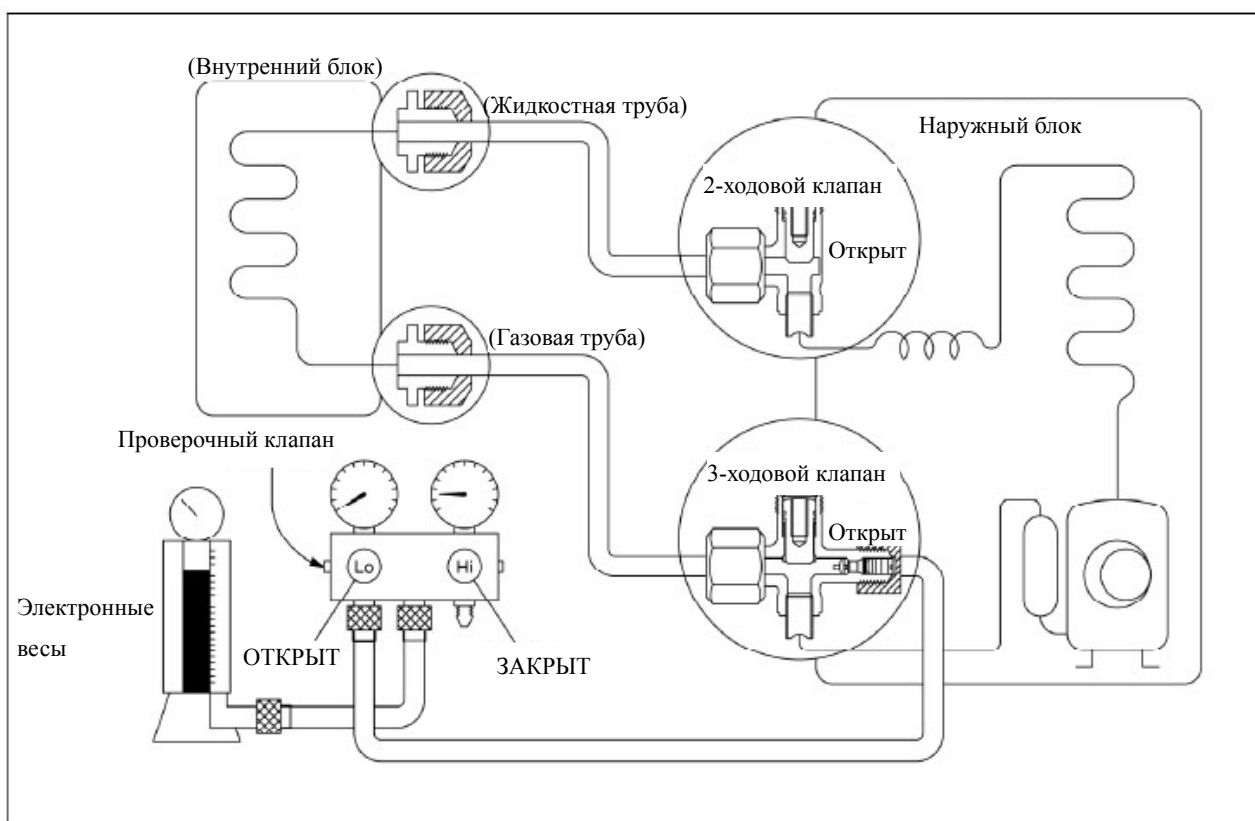 (Внутренний блок)
(Жидкостная труба)
Наружный блок
2-ходовой клапан
Открыт
(Газовая труба)
Проверочный клапан
3-ходовой клапан
Открыт
Lo
Hi
Электронные
весы
ОТКРЫТ
ЗАКРЫТ